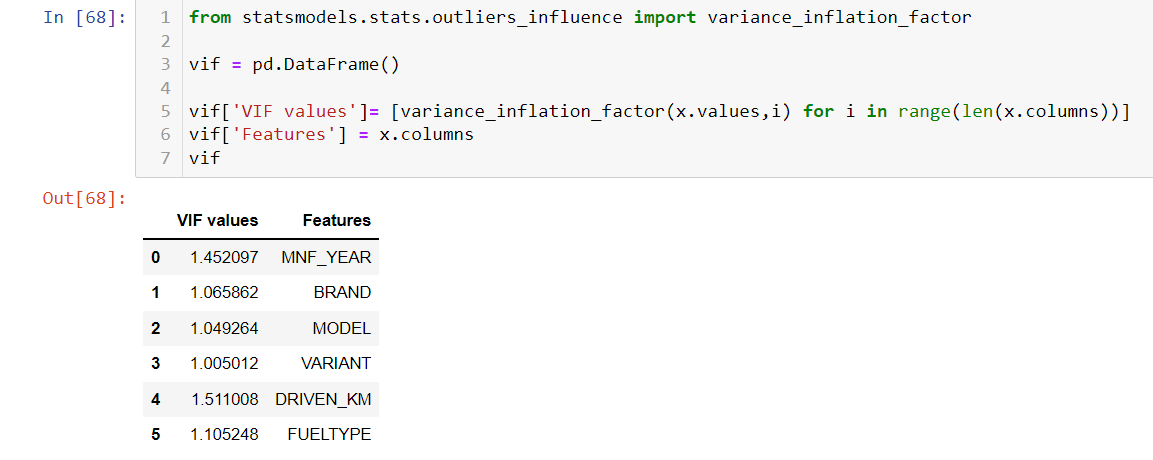 In [68]:
1 from statsmodels.stats.outliers_influence import variance_inflation_factor
2
3 vif = pd.DataFrame()
4
5 vif['VIF values']= [variance_inflation_factor(x.values,i) for i in range(len(x.columns))]
6 vif['Features'] = x.columns
7 vif
Out[68]:
VIF values Features
0 1.452097 MNF_YEAR
1 1.065862 BRAND
2 1.049264 MODEL
3 1.005012 VARIANT
4 1.511008 DRIVEN_KM
5 1.105248 FUELTYPE